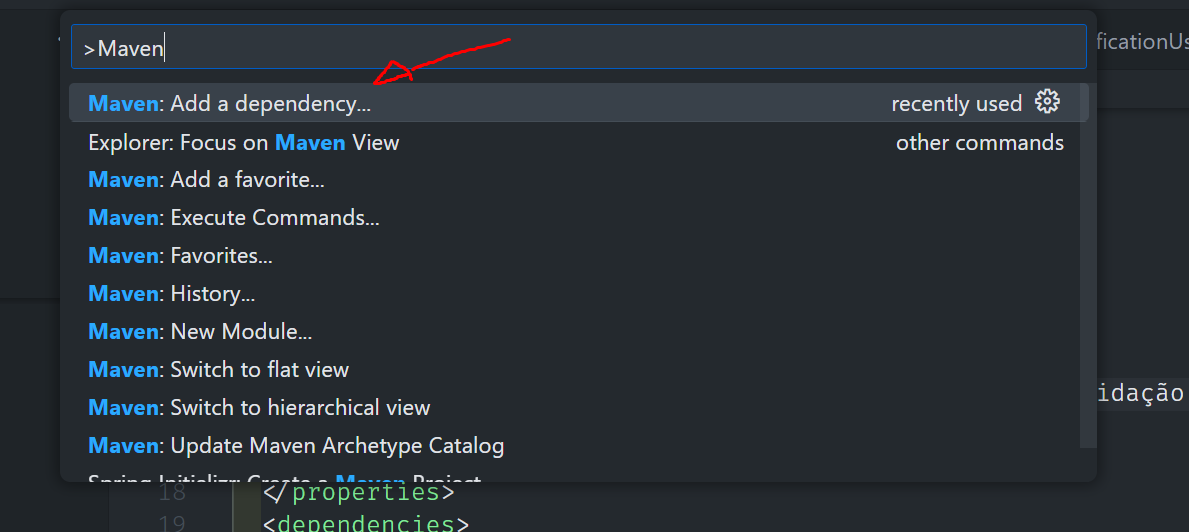 >Maven
ficationUs
Maven: Add a dependency... recently used
Explorer: Focus on Maven View other commands
Maven: Add a favorite...
Maven: Execute Commands...
Maven: Favorites...
Maven: History...
Maven: New Module...
Maven: Switch to flat view
Maven: Switch to hierarchical view
idação
Maven: Update Maven Archetype Catalog
Spring Initializr: Create a Maven Project
18 </properties>
19 <dependencies>